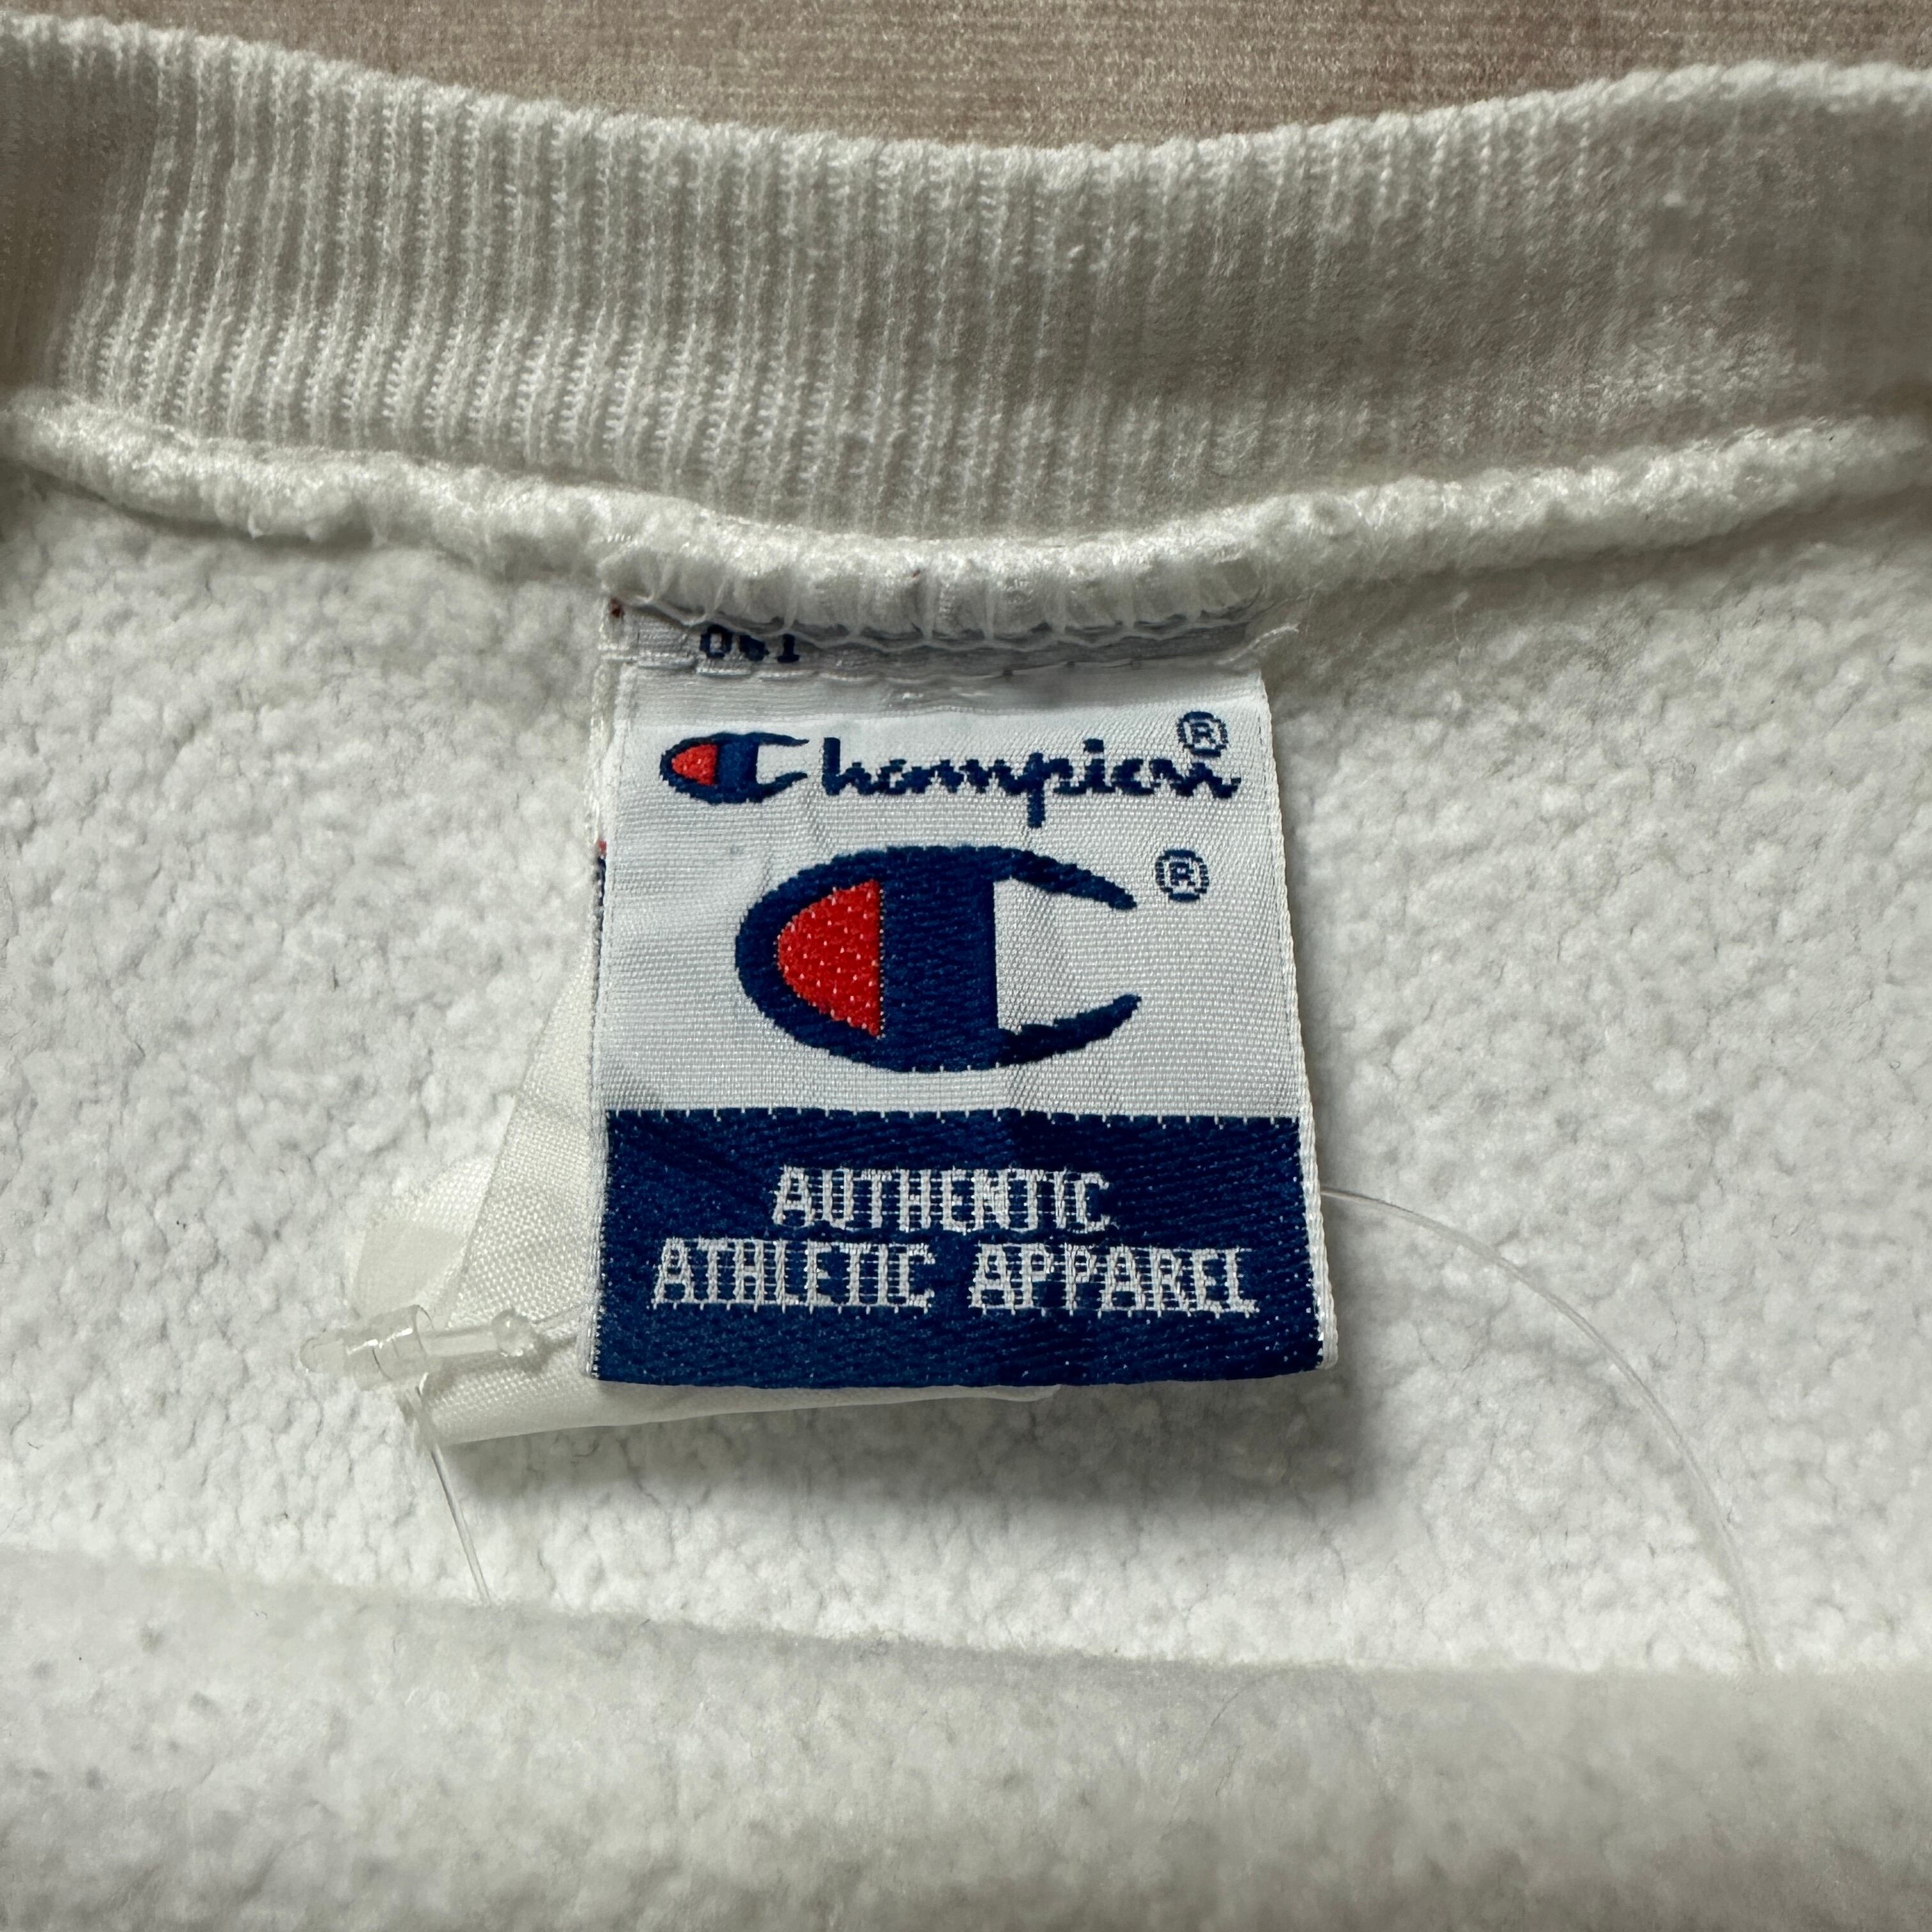 Champion®
®
AUTHENTIC
ATHLETIC APPAREL